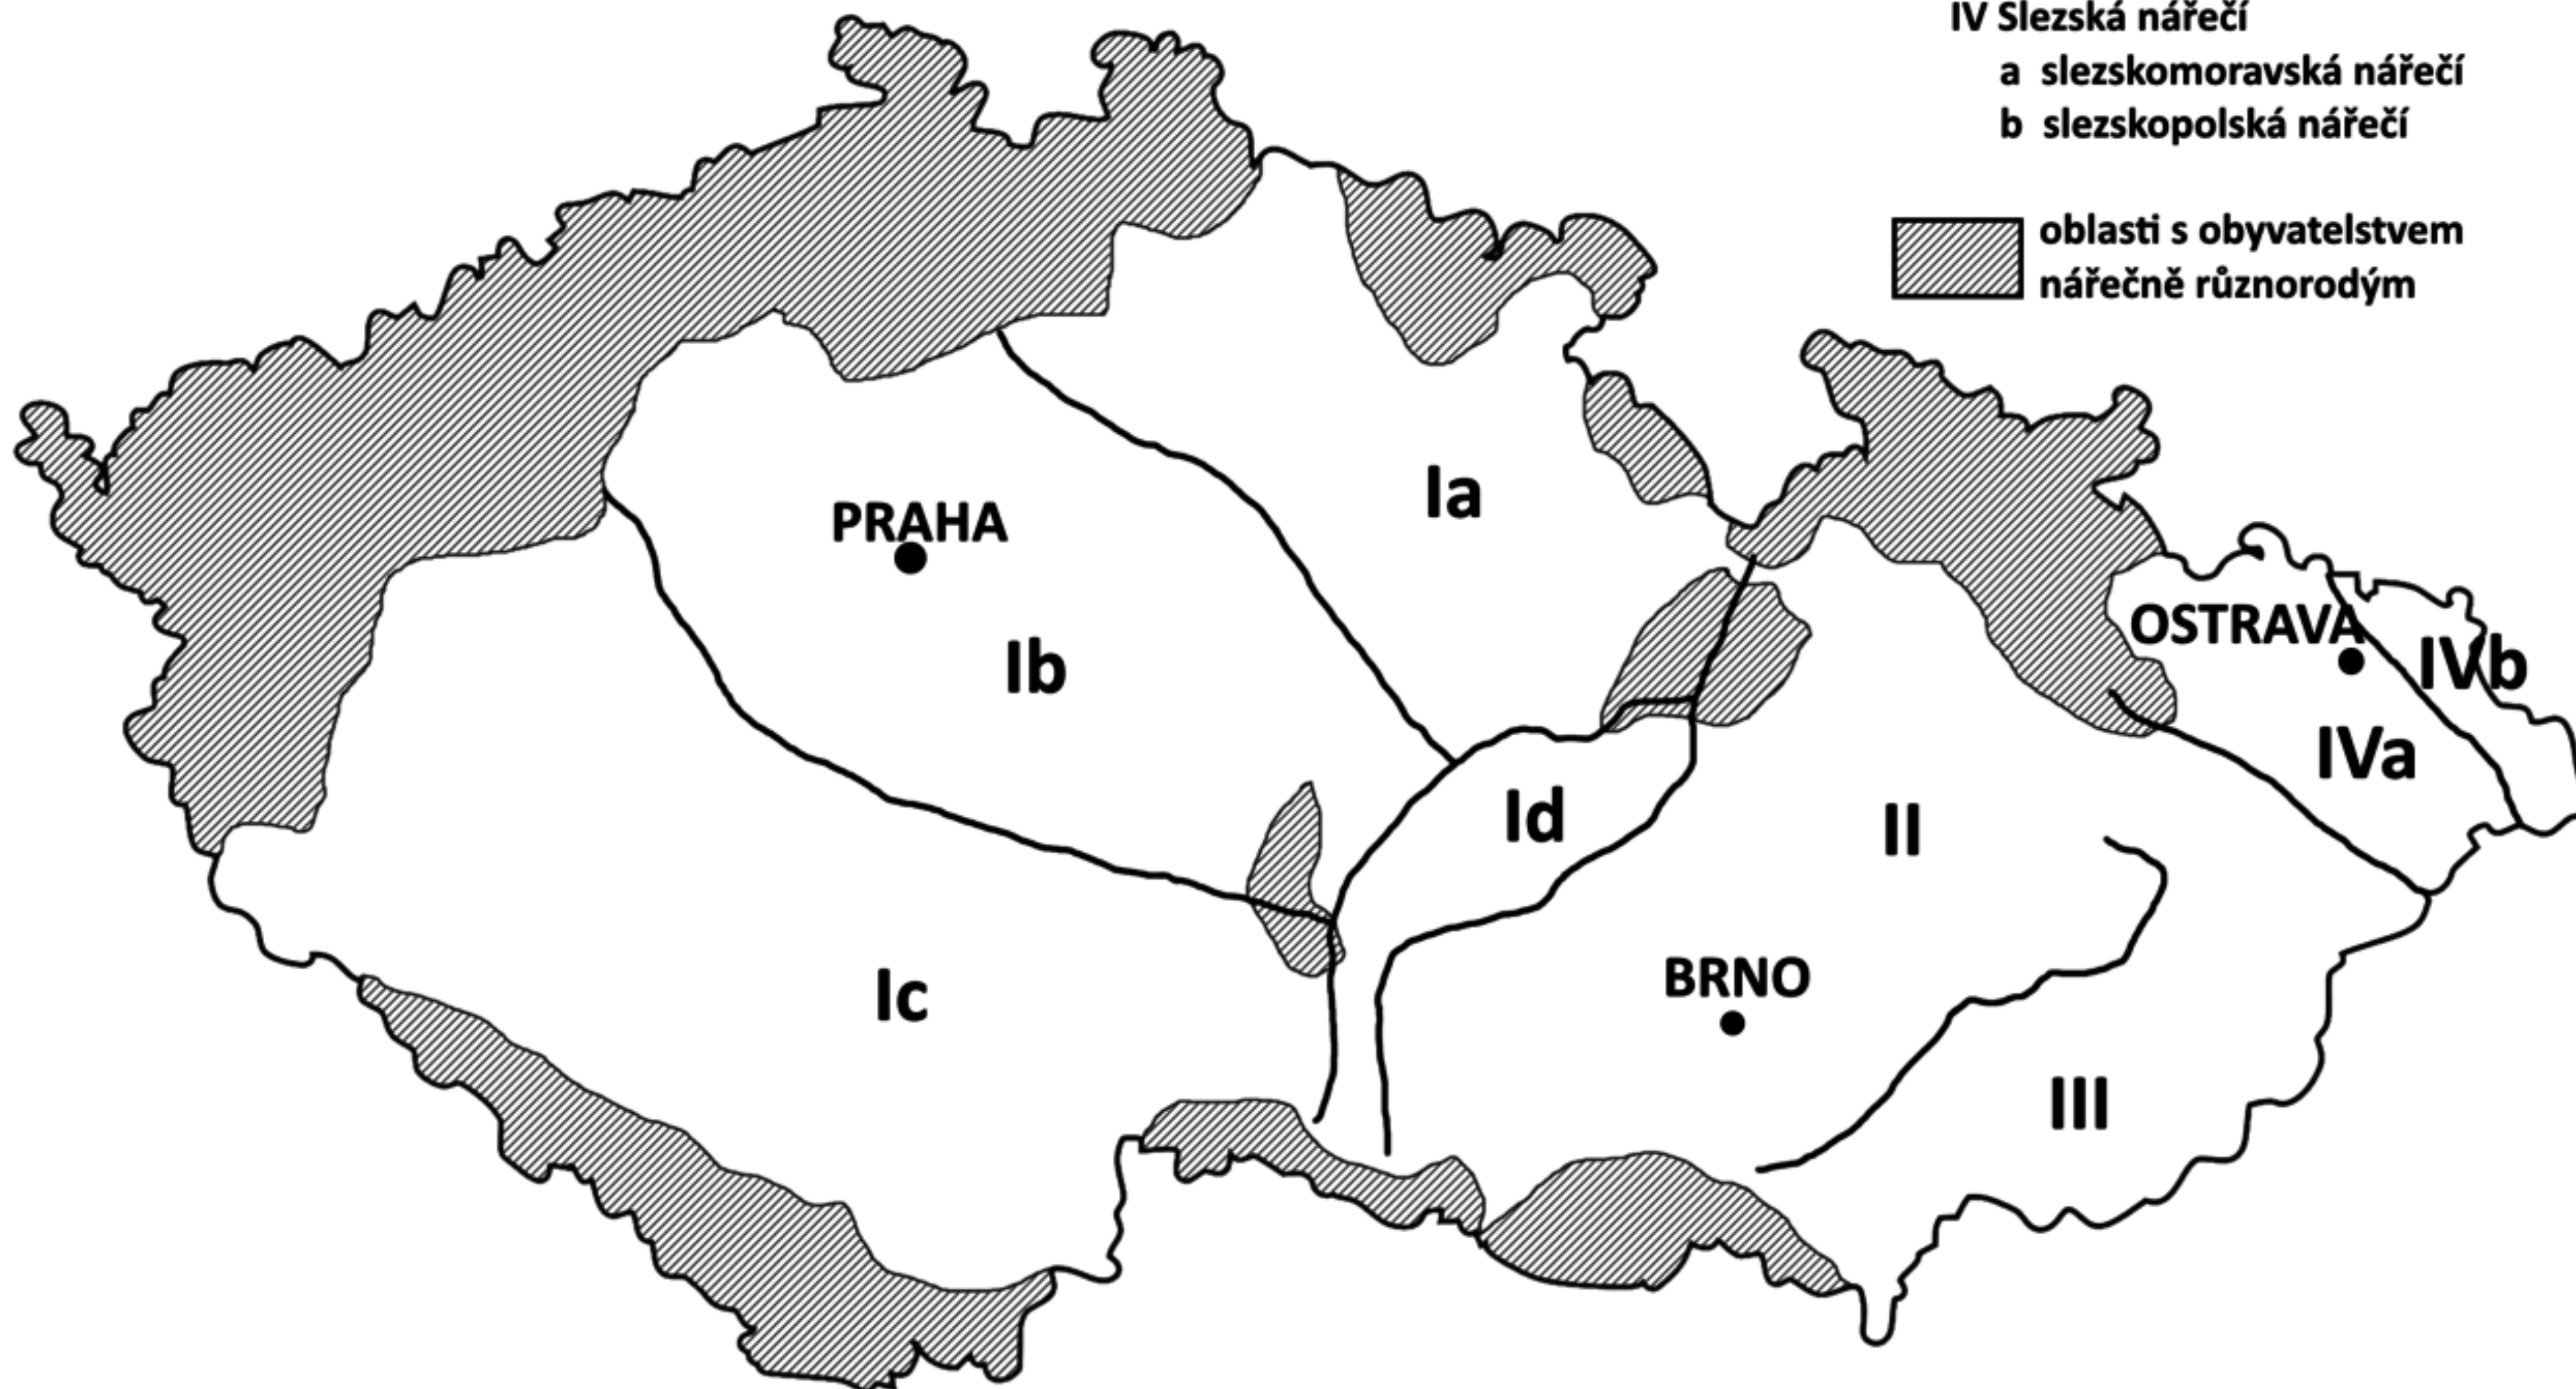 IV Slezská nářečí
a slezskomoravská nářečí
b slezskopolská nářečí
oblasti s obyvatelstvem
nářečně různorodým
Ia
PRAHA
OSTRAVA
Ib
IVb
IVa
Id
II
BRNO
Ic
III